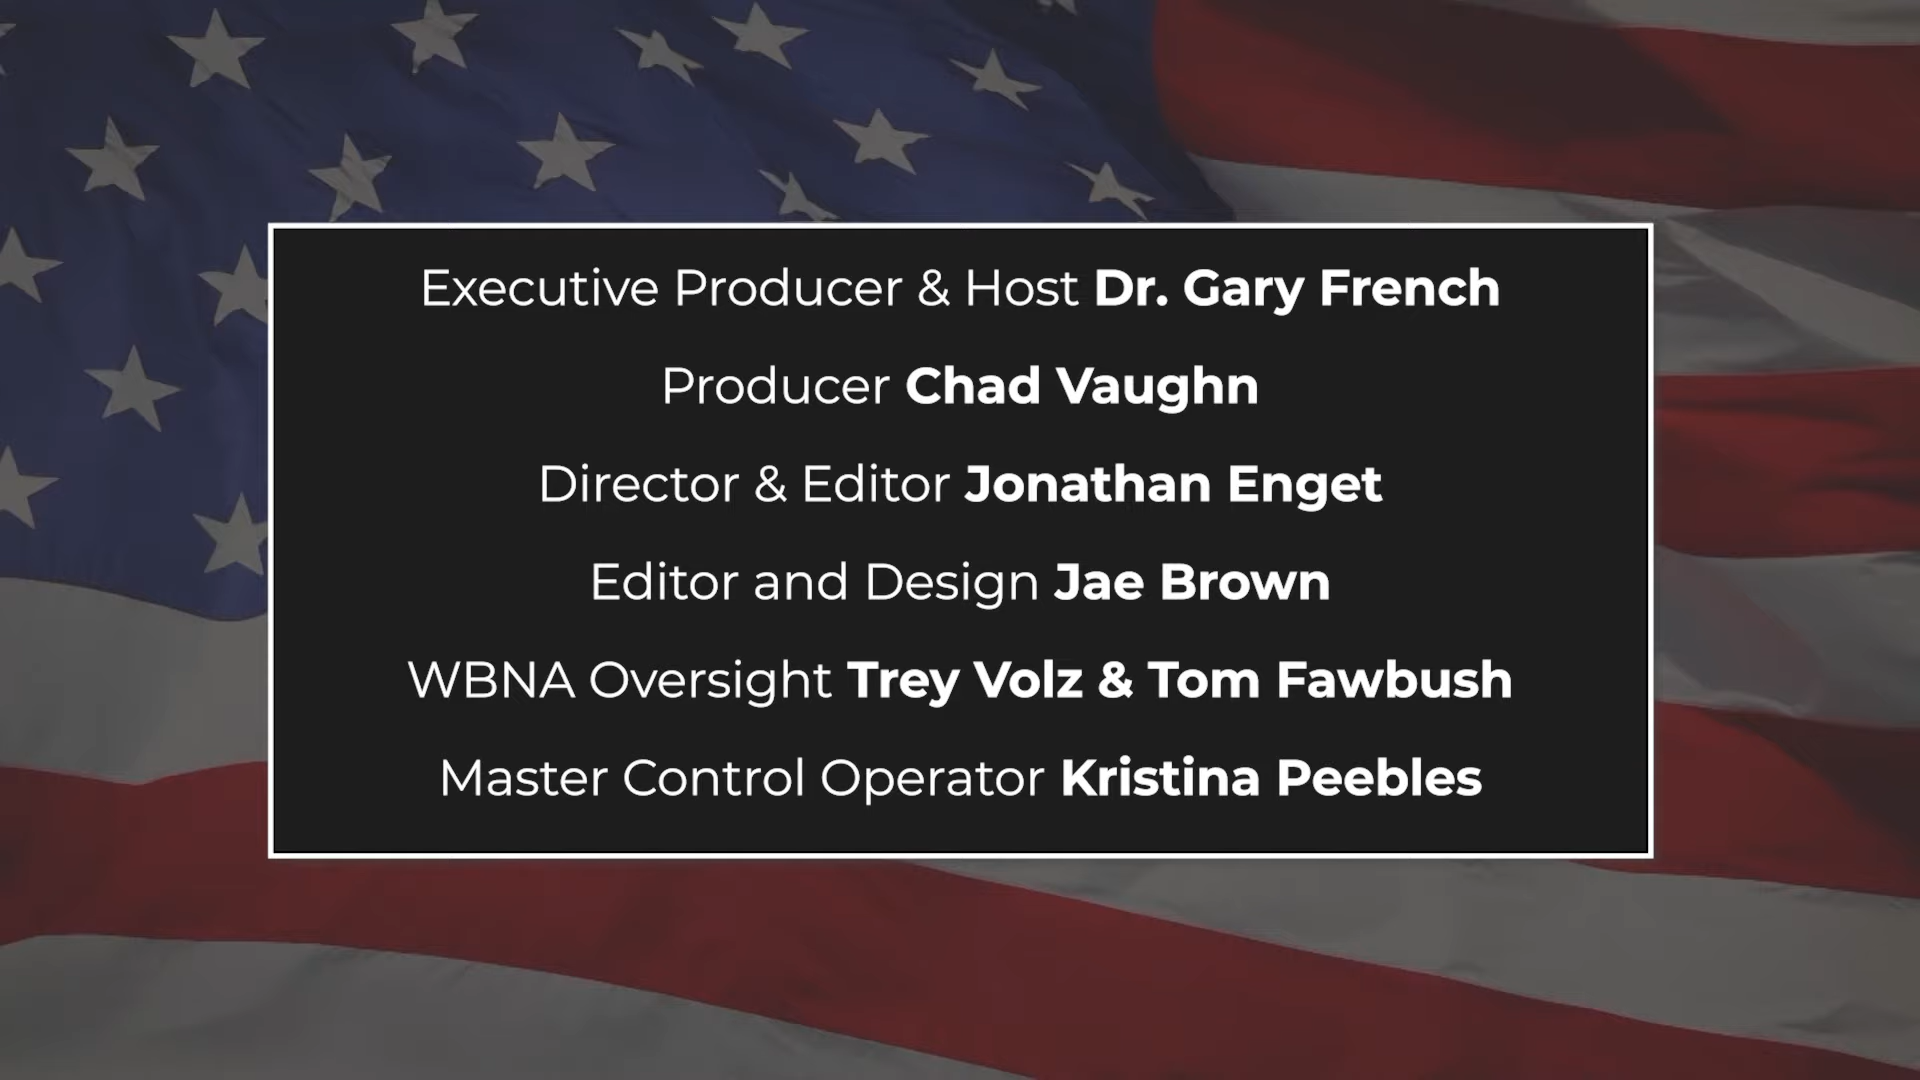 Executive Producer & Host Dr. Gary French
Producer Chad Vaughn
Director & Editor Jonathan Enget
Editor and Design Jae Brown
WBNA Oversight Trey Volz & Tom Fawbush
Master Control Operator Kristina Peebles